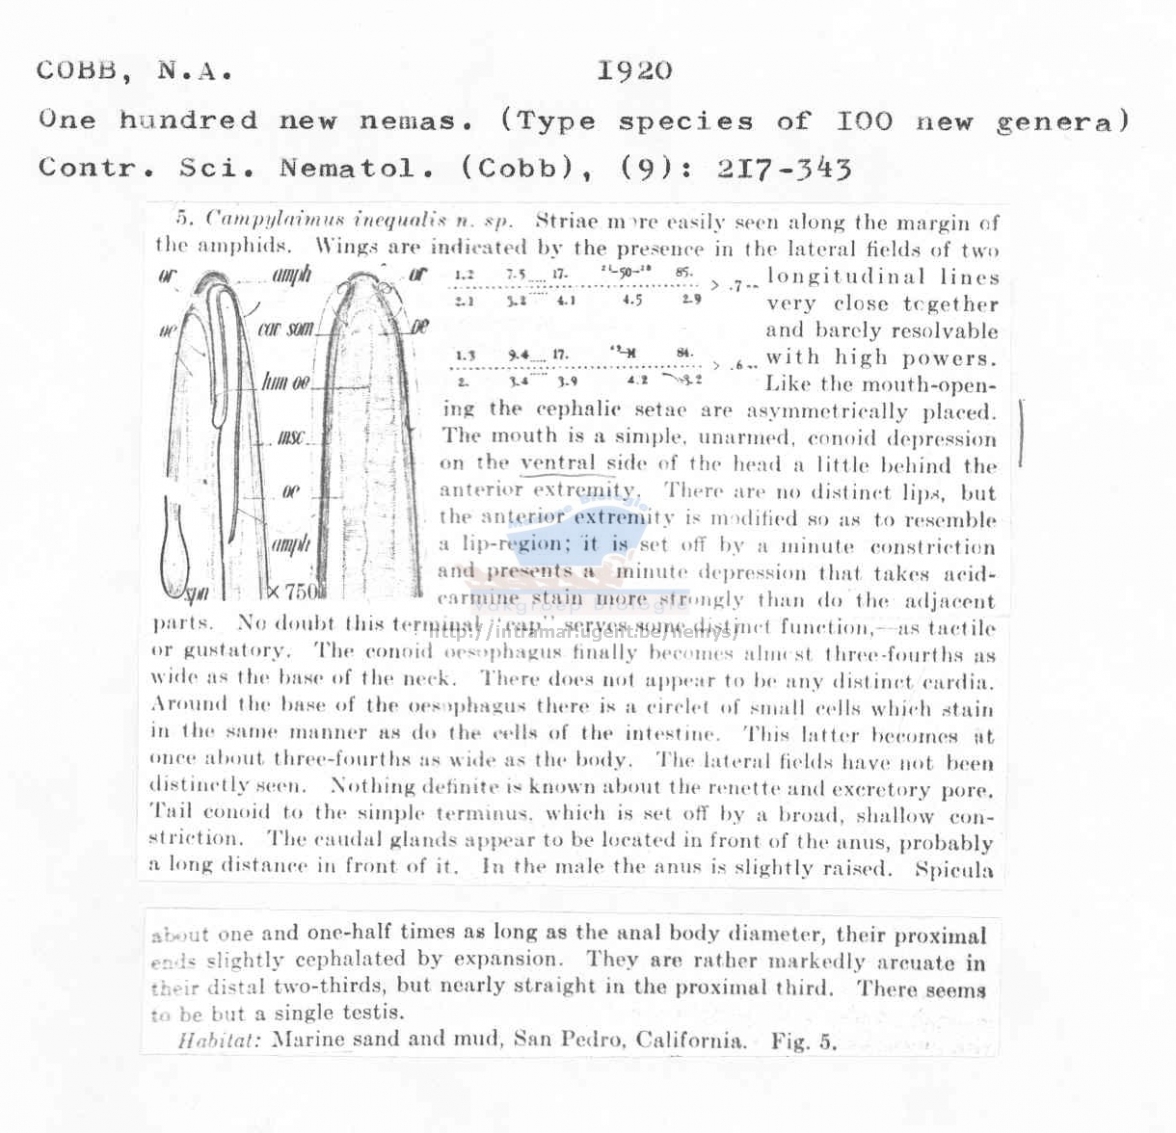 COBB, N.A. 1920
One hundred new nemas. (Type species of I00 new genera)
Contr. Sci. Nematol. (Cobb), (9): 2I7-343
5. Campylaimus inequalis n. sp. Striae more easily seen along the margin of
the amphids. Wings are indicated by the presence in the lateral fields of two
or amph or 1.2 7.5 17. 85. > .7 longitudinal lines
2.1 3.2 4.1 4.5 2.9 very close together
oe car som oe and barely resolvable
1.3 9.4 17. 84. > .6 with high powers.
lum oe 2. 3.4 3.9 4.2 3.2 Like the mouth-open-
ing the cephalic setae are asymmetrically placed.
msc The mouth is a simple, unarmed, conoid depression
on the ventral side of the head a little behind the
oe anterior extremity. There are no distinct lips, but
the anterior extremity is modified so as to resemble
amph a lip-region; it is set off by a minute constriction
and presents a minute depression that takes acid-
spn × 750 carmine stain more strongly than do the adjacent
vakgroep biologie
parts. No doubt this terminal "cap" serves some distinct function,—as tactile
http://intramar.ugent.be/nemys/
or gustatory. The conoid oesophagus finally becomes almost three-fourths as
wide as the base of the neck. There does not appear to be any distinct cardia.
Around the base of the oesophagus there is a circlet of small cells which stain
in the same manner as do the cells of the intestine. This latter becomes at
once about three-fourths as wide as the body. The lateral fields have not been
distinctly seen. Nothing definite is known about the renette and excretory pore.
Tail conoid to the simple terminus, which is set off by a broad, shallow con-
striction. The caudal glands appear to be located in front of the anus, probably
a long distance in front of it. In the male the anus is slightly raised. Spicula
about one and one-half times as long as the anal body diameter, their proximal
ends slightly cephalated by expansion. They are rather markedly arcuate in
their distal two-thirds, but nearly straight in the proximal third. There seems
to be but a single testis.
Habitat: Marine sand and mud, San Pedro, California. Fig. 5.